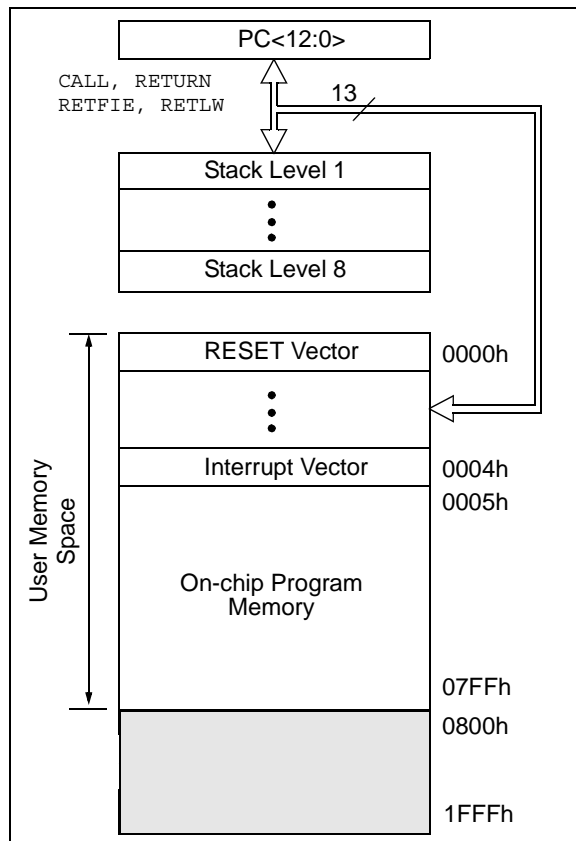 PC<12:0>
CALL, RETURN
RETFIE, RETLW
13
Stack Level 1
Stack Level 8
RESET Vector
0000h
Interrupt Vector
0004h
0005h
User Memory
Space
On-chip Program
Memory
07FFh
0800h
1FFFh